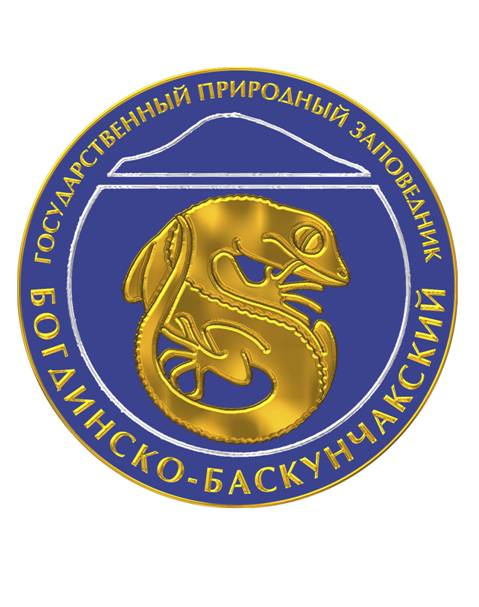 ГОСУДАРСТВЕННЫЙ ПРИРОДНЫЙ ЗАПОВЕДНИК
БОГДИНСКО-БАСКУНЧАКСКИЙ